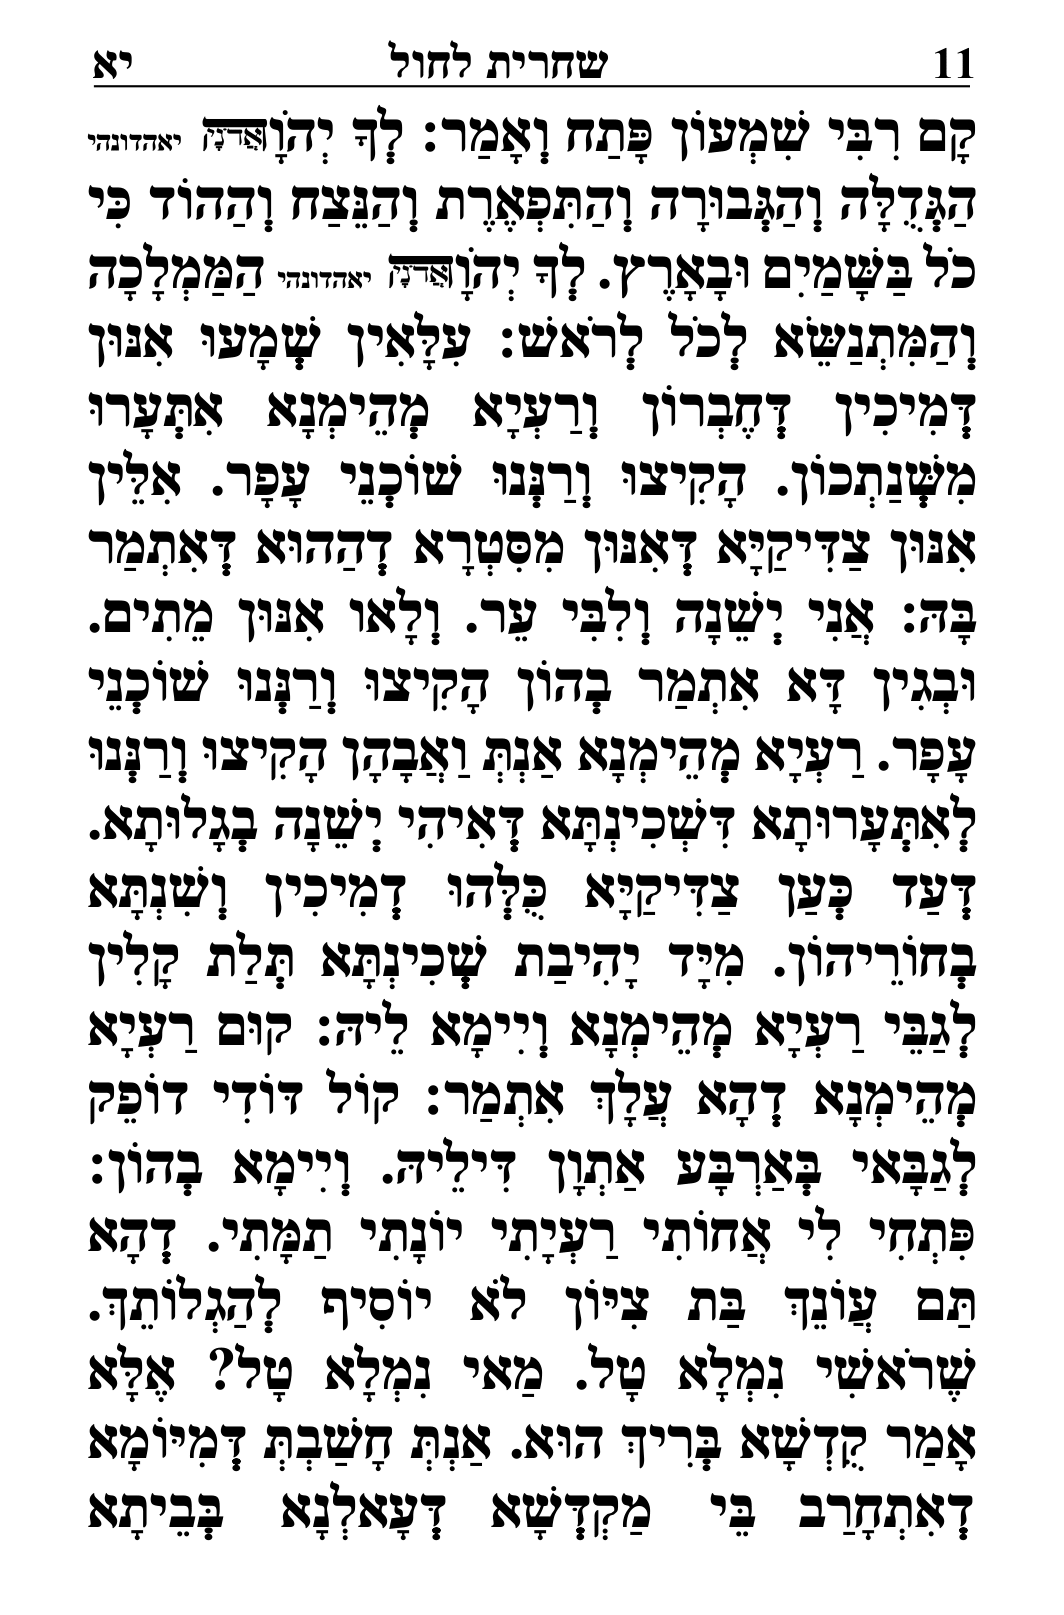 11 שחרית לחול יא
קָם רִבִּי שִׁמְעוֹן פָּתַח וְאָמַר: לְךָ יְהֹוָאֲדֹנָיה יאהדונהי
הַגְּדֻלָּה וְהַגְּבוּרָה וְהַתִּפְאֶרֶת וְהַנֵּצַח וְהַהוֹד כִּי
כֹל בַּשָּׁמַיִם וּבָאָרֶץ. לְךָ יְהֹוָאֲדֹנָיה יאהדונהי הַמַּמְלָכָה
וְהַמִּתְנַשֵּׂא לְכֹל לְרֹאשׁ: עִלָּאִין שְׁמָעוּ אִנּוּן
דְּמִיכִין דְּחֶבְרוֹן וְרַעְיָא מְהֵימְנָא אִתְּעָרוּ
מִשְּׁנַתְכוֹן. הָקִיצוּ וְרַנְּנוּ שׁוֹכְנֵי עָפָר. אִלֵּין
אִנּוּן צַדִּיקַיָּא דְּאִנּוּן מִסִּטְרָא דְהַהוּא דְּאִתְמַר
בָּהּ: אֲנִי יְשֵׁנָה וְלִבִּי עֵר. וְלָאו אִנּוּן מֵתִים.
וּבְגִין דָּא אִתְמַר בְּהוֹן הָקִיצוּ וְרַנְּנוּ שׁוֹכְנֵי
עָפָר. רַעְיָא מְהֵימְנָא אַנְתְּ וַאֲבָהָן הָקִיצוּ וְרַנְּנוּ
לְאִתְּעָרוּתָא דִּשְׁכִינְתָּא דְּאִיהִי יְשֵׁנָה בְגָלוּתָא.
דְּעַד כְּעַן צַדִּיקַיָּא כֻּלְּהוּ דְמִיכִין וְשִׁנְתָּא
בְחוֹרֵיהוֹן. מִיָּד יָהִיבַת שְׁכִינְתָּא תְּלַת קָלִין
לְגַבֵּי רַעְיָא מְהֵימְנָא וְיִימָא לֵיהּ: קוּם רַעְיָא
מְהֵימְנָא דְהָא עֲלָךְ אִתְמַר: קוֹל דּוֹדִי דוֹפֵק
לְגַבָּאי בְּאַרְבַּע אַתְוָן דִּילֵיהּ. וְיִימָא בְהוֹן:
פִּתְחִי לִי אֲחוֹתִי רַעְיָתִי יוֹנָתִי תַמָּתִי. דְּהָא
תַּם עֲוֹנֵךְ בַּת צִיּוֹן לֹא יוֹסִיף לְהַגְלוֹתֵךְ.
שֶׁרֹאשִׁי נִמְלָא טָל. מַאי נִמְלָא טָל? אֶלָּא
אָמַר קֻדְשָׁא בְּרִיךְ הוּא. אַנְתְּ חָשַׁבְתְּ דְּמִיּוֹמָא
דְאִתְחָרַב בֵּי מַקְדְּשָׁא דְּעָאלְנָא בְּבֵיתָא